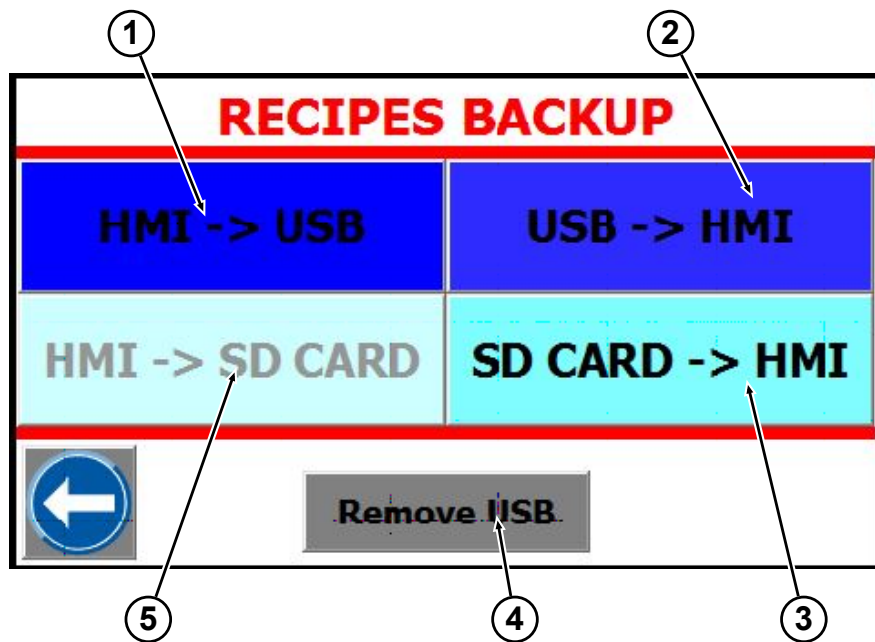 1 2
RECIPES BACKUP
HMI -> USB
USB -> HMI
HMI -> SD CARD
SD CARD -> HMI
Remove USB
5 4 3